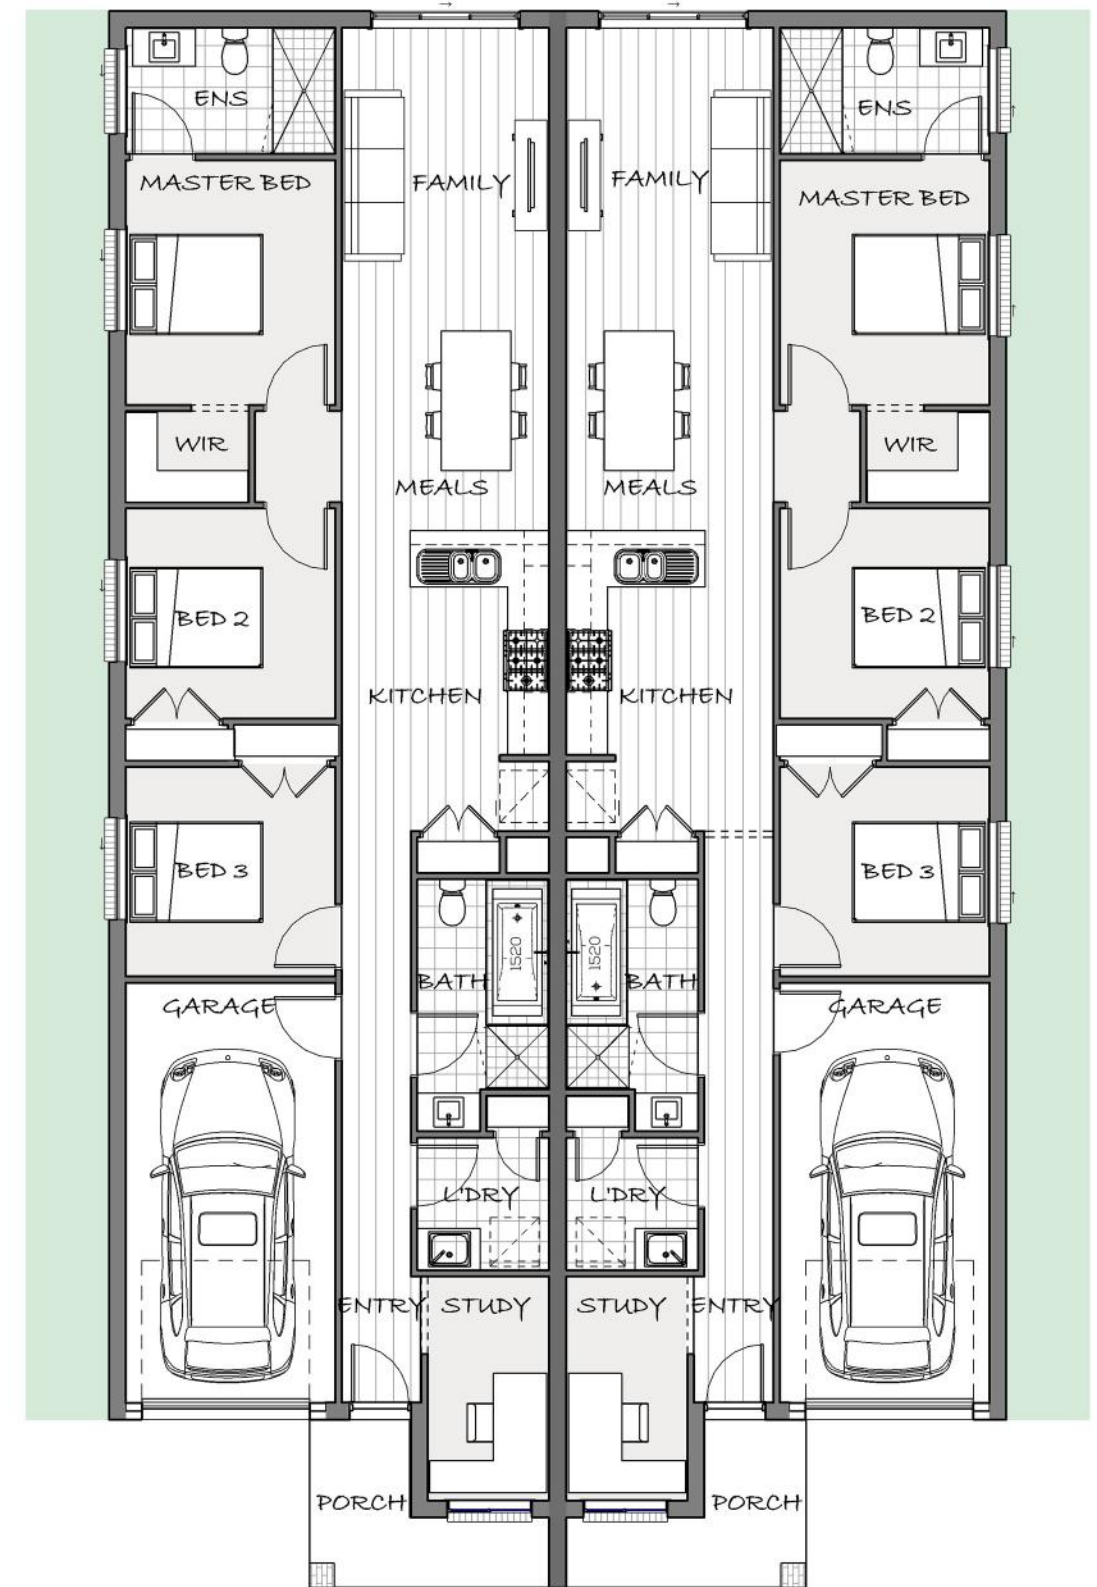 ENS
ENS
MASTER BED
FAMILY
FAMILY
MASTER BED
WIR
WIR
MEALS
MEALS
BED 2
BED 2
KITCHEN
KITCHEN
BED 3
BED 3
1520
1520
BATH
BATH
GARAGE
GARAGE
L'DRY
L'DRY
ENTRY
STUDY
STUDY
ENTRY
PORCH
PORCH